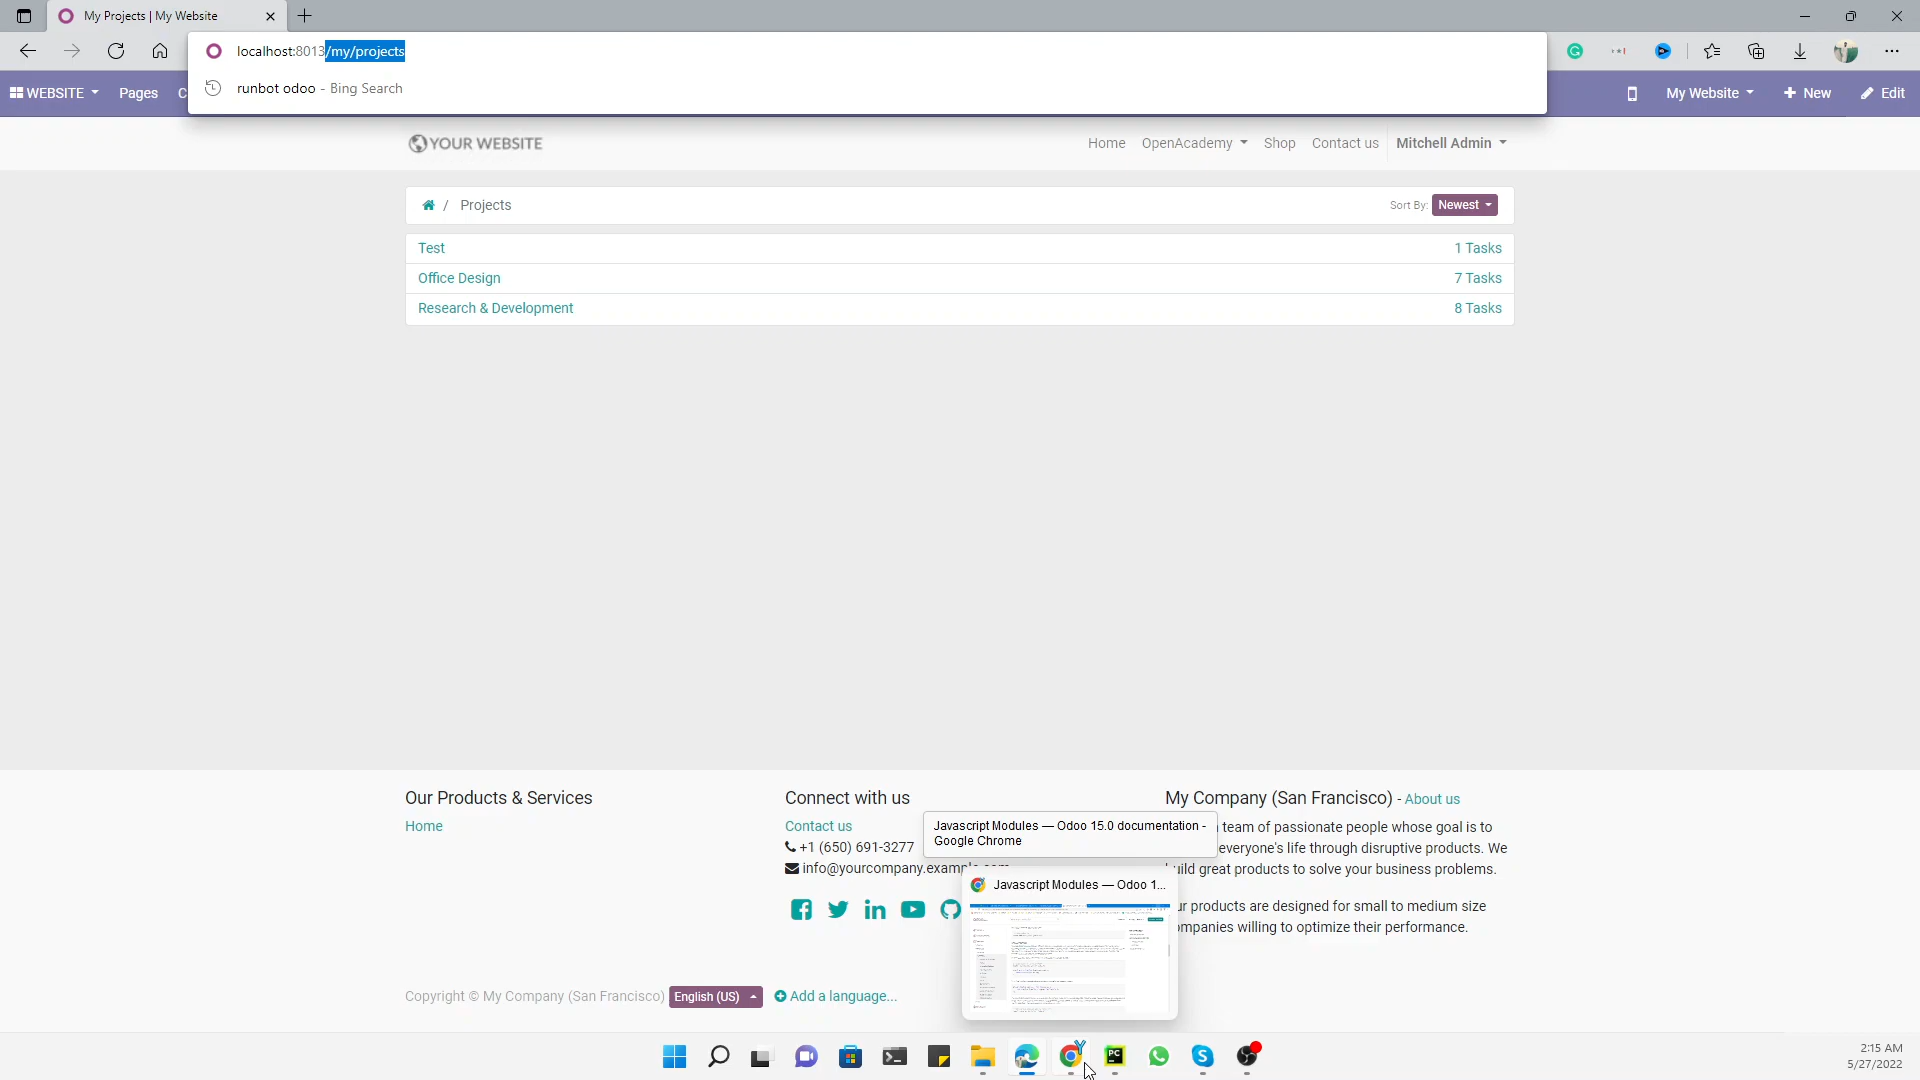 My Projects | My Website
localhost:8013/my/projects
runbot odoo - Bing Search
WEBSITE Pages C My Website New Edit
YOUR WEBSITE Home OpenAcademy Shop Contact us Mitchell Admin
/ Projects Sort By: Newest
Test 1 Tasks
Office Design 7 Tasks
Research & Development 8 Tasks
Our Products & Services
Home
Connect with us
Contact us
+1 (650) 691-3277
info@yourcompany.example.com
My Company (San Francisco) - About us
team of passionate people whose goal is to
everyone's life through disruptive products. We
build great products to solve your business problems.
Our products are designed for small to medium size
companies willing to optimize their performance.
Javascript Modules — Odoo 15.0 documentation -
Google Chrome
Javascript Modules — Odoo 1...
Copyright © My Company (San Francisco) English (US) Add a language...
PC
2:15 AM
5/27/2022